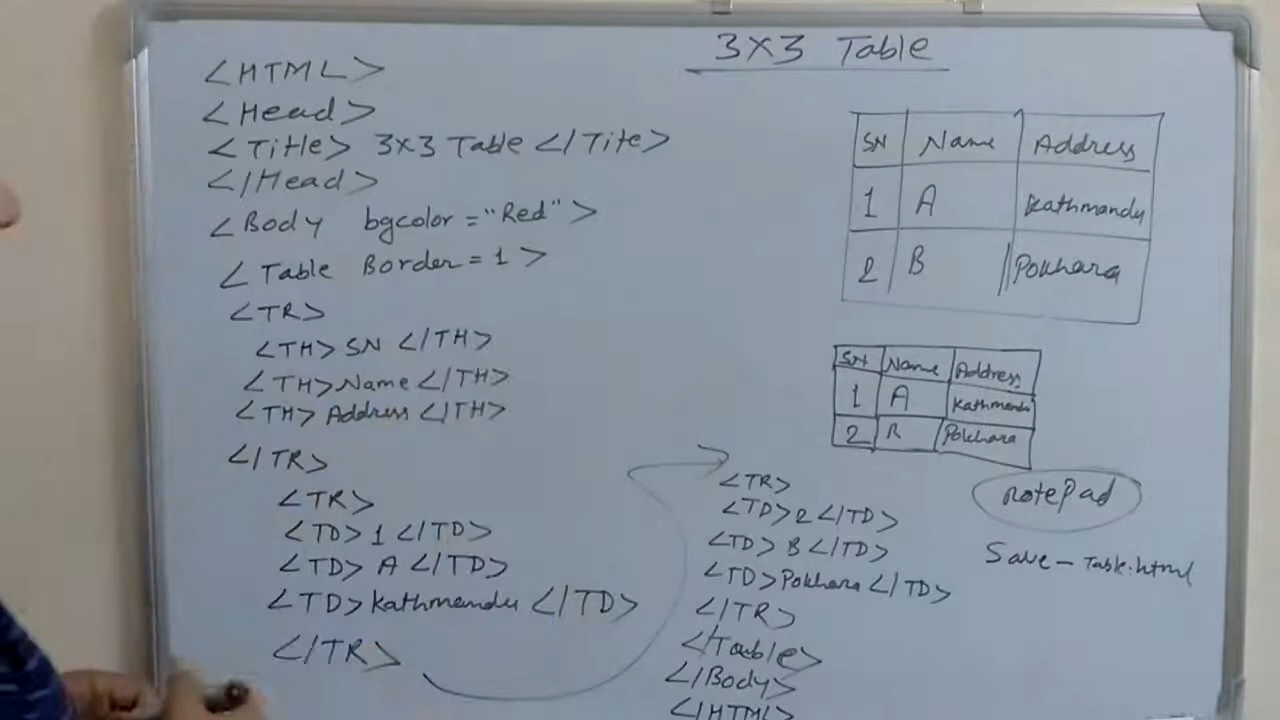 3X3 Table
<HTML>
<Head>
<Title> 3X3 Table </Tite>
</Head>
<Body bgcolor="Red">
<Table Border=1>
<TR>
<TH> SN </TH>
<TH> Name </TH>
<TH> Address </TH>
</TR>
<TR>
<TD> 1 </TD>
<TD> A </TD>
<TD> Kathmandu </TD>
</TR>
<TR>
<TD> 2 </TD>
<TD> B </TD>
<TD> Pokhara </TD>
</TR>
</Table>
</Body>
</HTML>
SN Name Address
1 A Kathmandu
2 B Pokhara
SN Name Address
1 A Kathmandu
2 B Pokhara
notePad
Save - Table.html